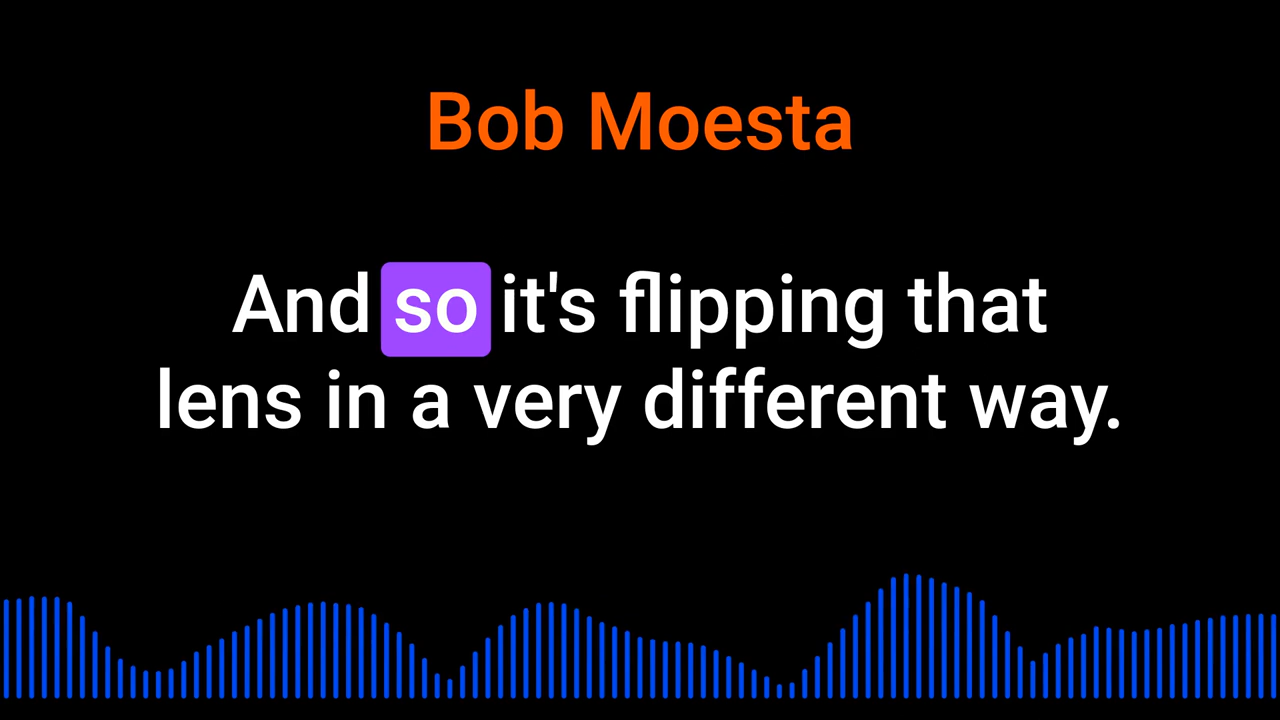 Bob Moesta
And so it's flipping that
lens in a very different way.